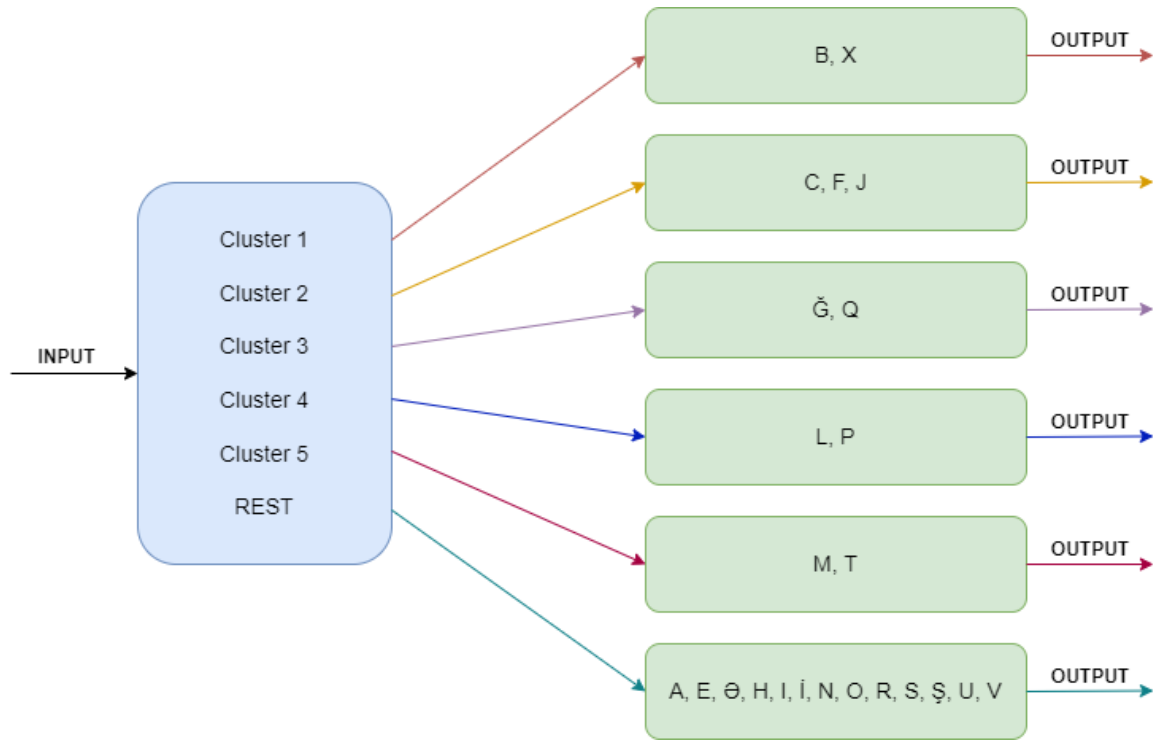 INPUT
Cluster 1
Cluster 2
Cluster 3
Cluster 4
Cluster 5
REST
B, X
OUTPUT
C, F, J
OUTPUT
Ğ, Q
OUTPUT
L, P
OUTPUT
M, T
OUTPUT
A, E, Ə, H, I, İ, N, O, R, S, Ş, U, V
OUTPUT